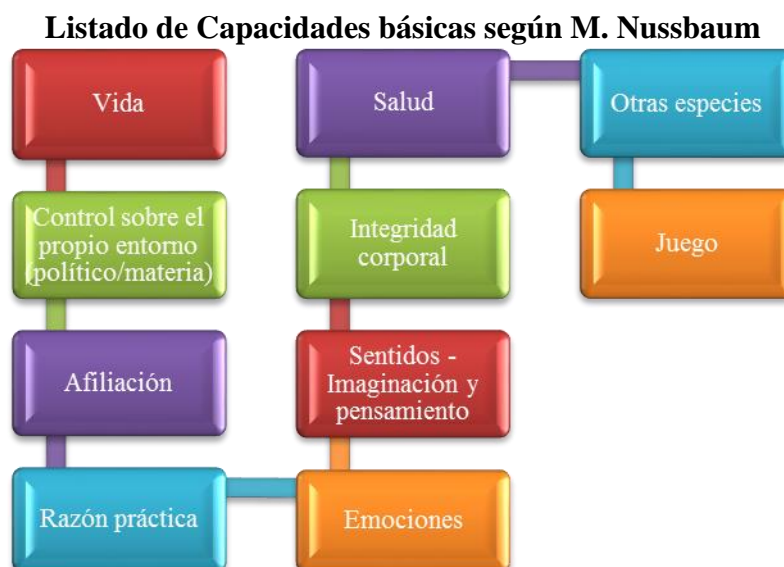 Listado de Capacidades básicas según M. Nussbaum
Vida
Control sobre el
propio entorno
(político/materia)
Afiliación
Razón práctica
Emociones
Sentidos -
Imaginación y
pensamiento
Integridad
corporal
Salud
Otras especies
Juego